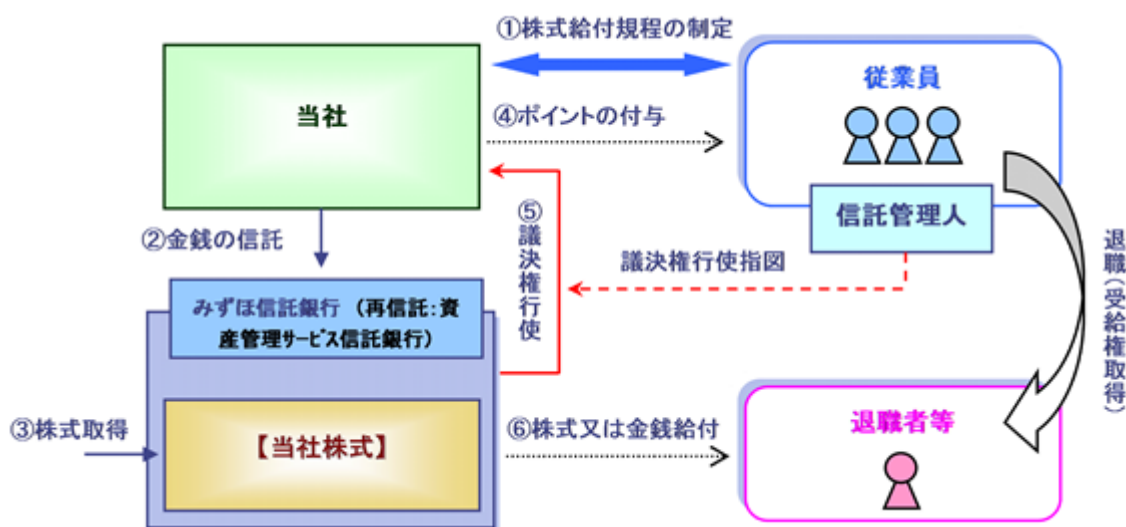 ①株式給付規程の制定
当社
従業員
④ポイントの付与
信託管理人
②金銭の信託
⑤議決権行使
議決権行使指図
退職（受給権取得）
みずほ信託銀行 （再信託：資
産管理サービス信託銀行）
③株式取得
【当社株式】
⑥株式又は金銭給付
退職者等